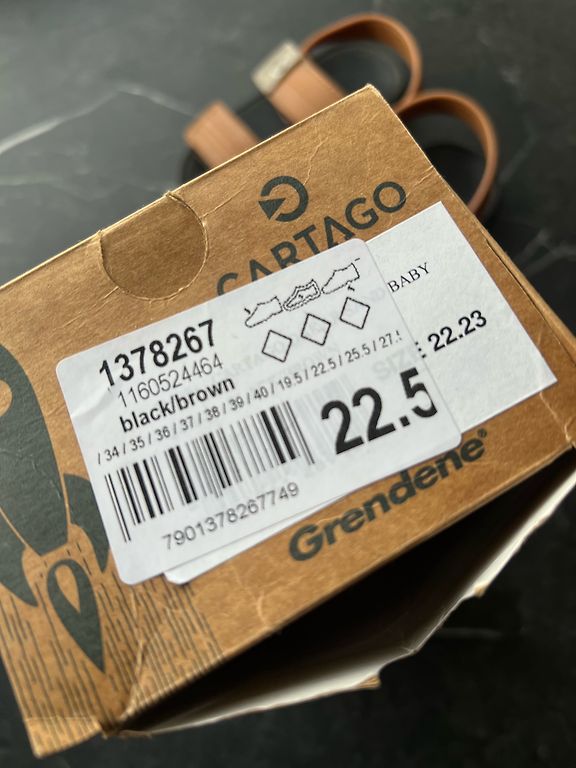 CARTAGO
BABY
SIZE 22.23
1378267
1160524464
black/brown
/ 34 / 35 / 36 / 37 / 38 / 39 / 40 / 19.5 / 22.5 / 25.5 / 27.5
22.5
7901378267749
Grendene®